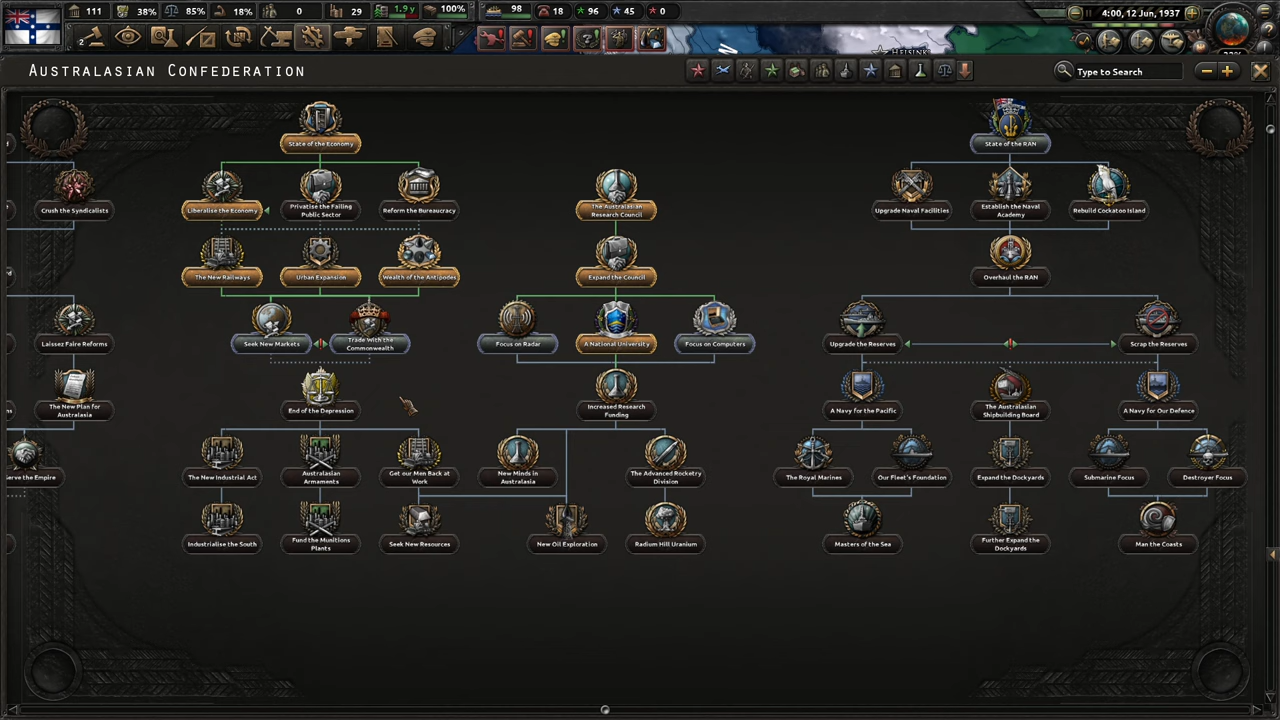 111 38% 85% 18% 0 29 1.9 y 100% 98 18 96 45 0 4:00, 12 Jun, 1937
2
HELSINKI
AUSTRALASIAN CONFEDERATION
Type to Search
State of the Economy
State of the RAN
Crush the Syndicalists
Liberalise the Economy
Privatise the Failing
Public Sector
Reform the Bureaucracy
The Australasian
Research Council
Upgrade Naval Facilities
Establish the Naval
Academy
Rebuild Cockatoo Island
The New Railways
Urban Expansion
Wealth of the Antipodes
Expand the Council
Overhaul the RAN
Laissez Faire Reforms
Seek New Markets
Trade With the
Commonwealth
Focus on Radar
A National University
Focus on Computers
Upgrade the Reserves
Scrap the Reserves
The New Plan for
Australasia
End of the Depression
Increased Research
Funding
A Navy for the Pacific
The Australian
Shipbuilding Board
A Navy for Our Defence
erve the Empire
The New Industrial Act
Australasian
Armaments
Get our Men Back at
Work
New Minds in
Australasia
The Advanced Rocketry
Division
The Royal Marines
Our Fleet's Foundation
Expand the Dockyards
Submarine Focus
Destroyer Focus
Industrialise the South
Fund the Munitions
Plants
Seek New Resources
New Oil Exploration
Radium Hill Uranium
Masters of the Sea
Further Expand the
Dockyards
Man the Coasts